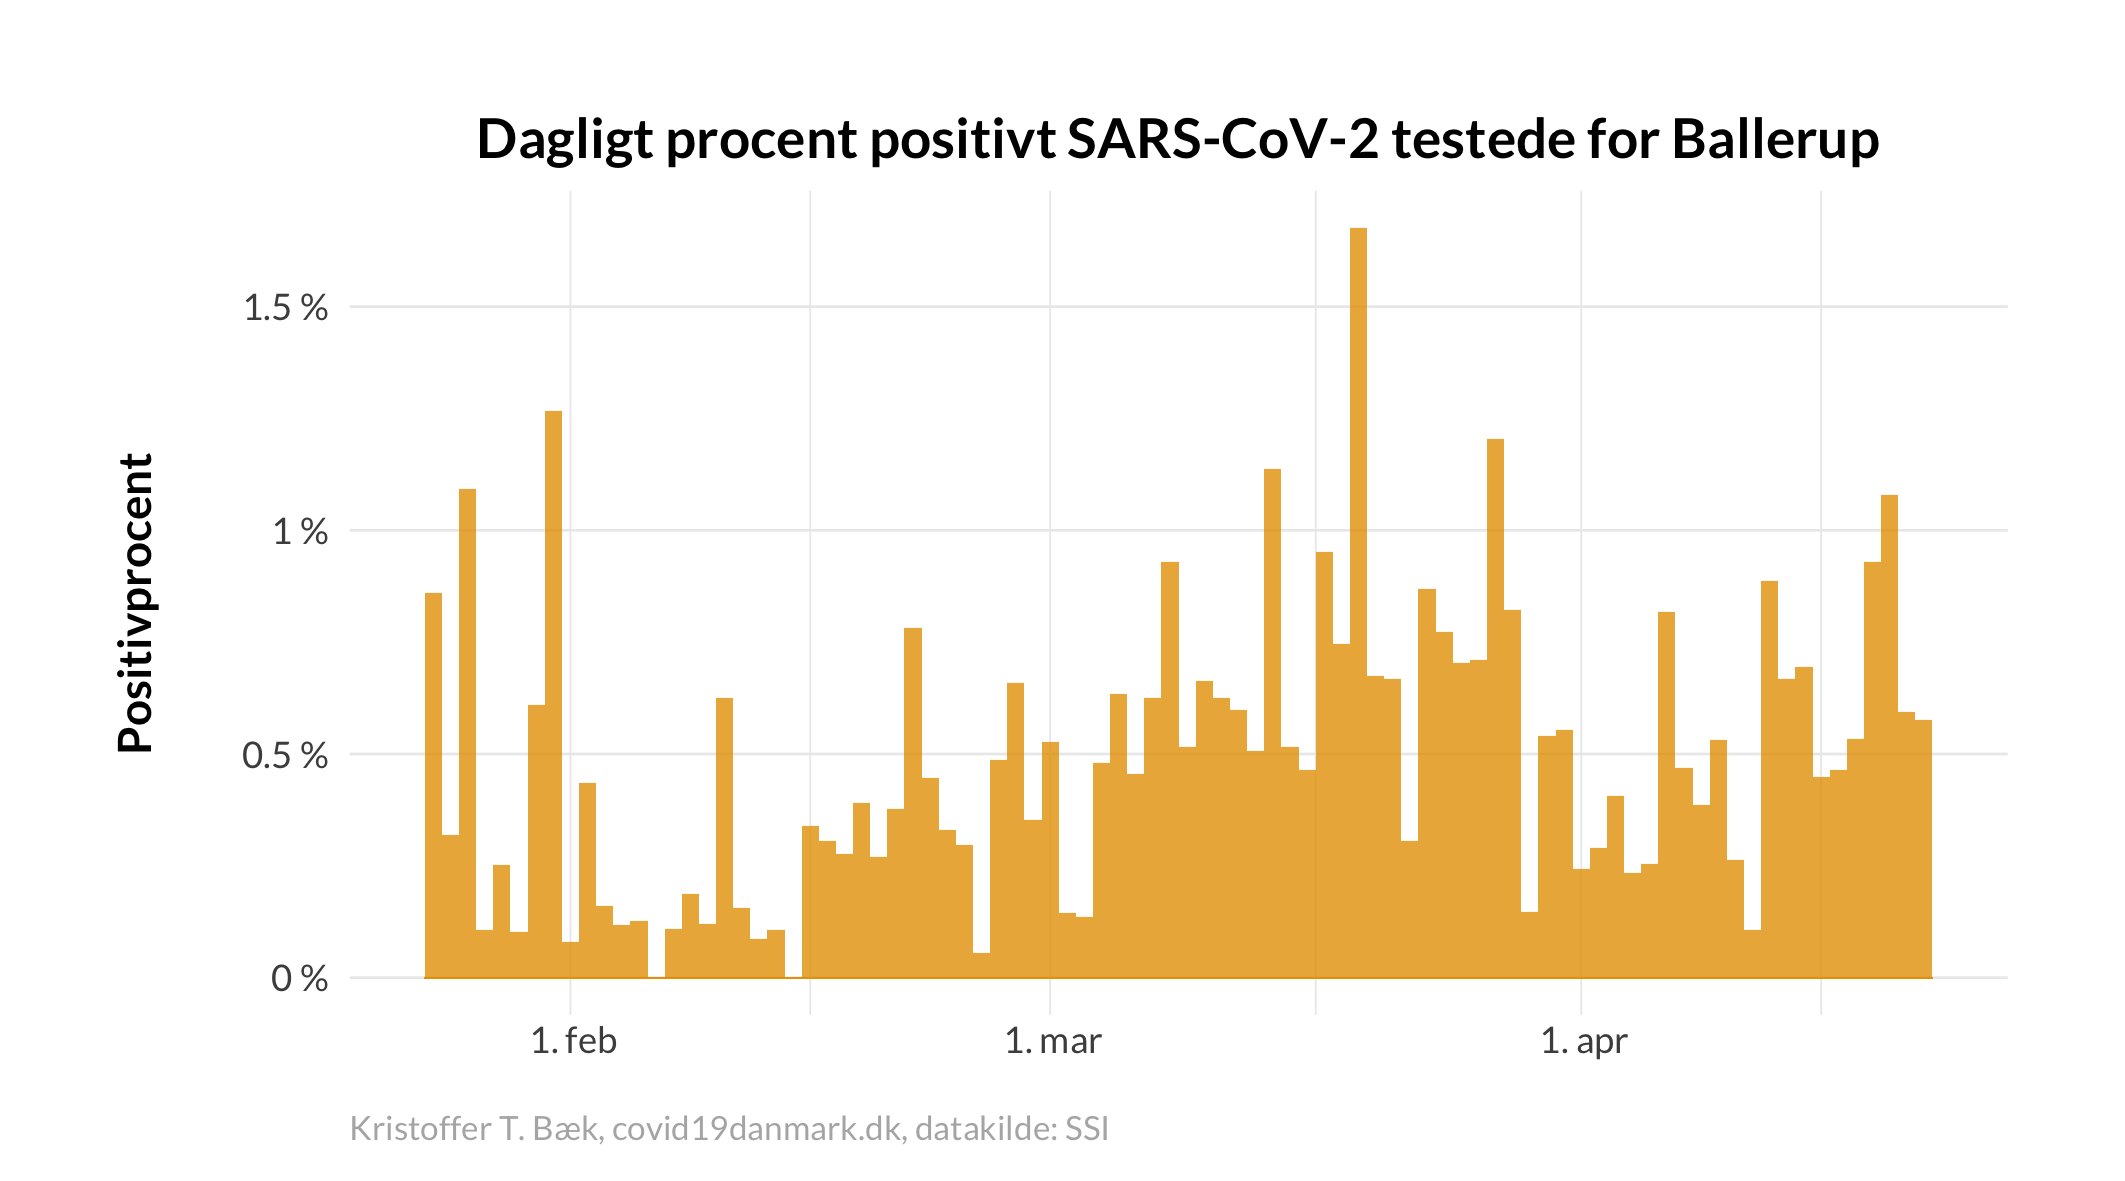 Dagligt procent positivt SARS-CoV-2 testede for Ballerup
Positivprocent
1.5 %
1 %
0.5 %
0 %
1. feb
1. mar
1. apr
Kristoffer T. Bæk, covid19danmark.dk, datakilde: SSI